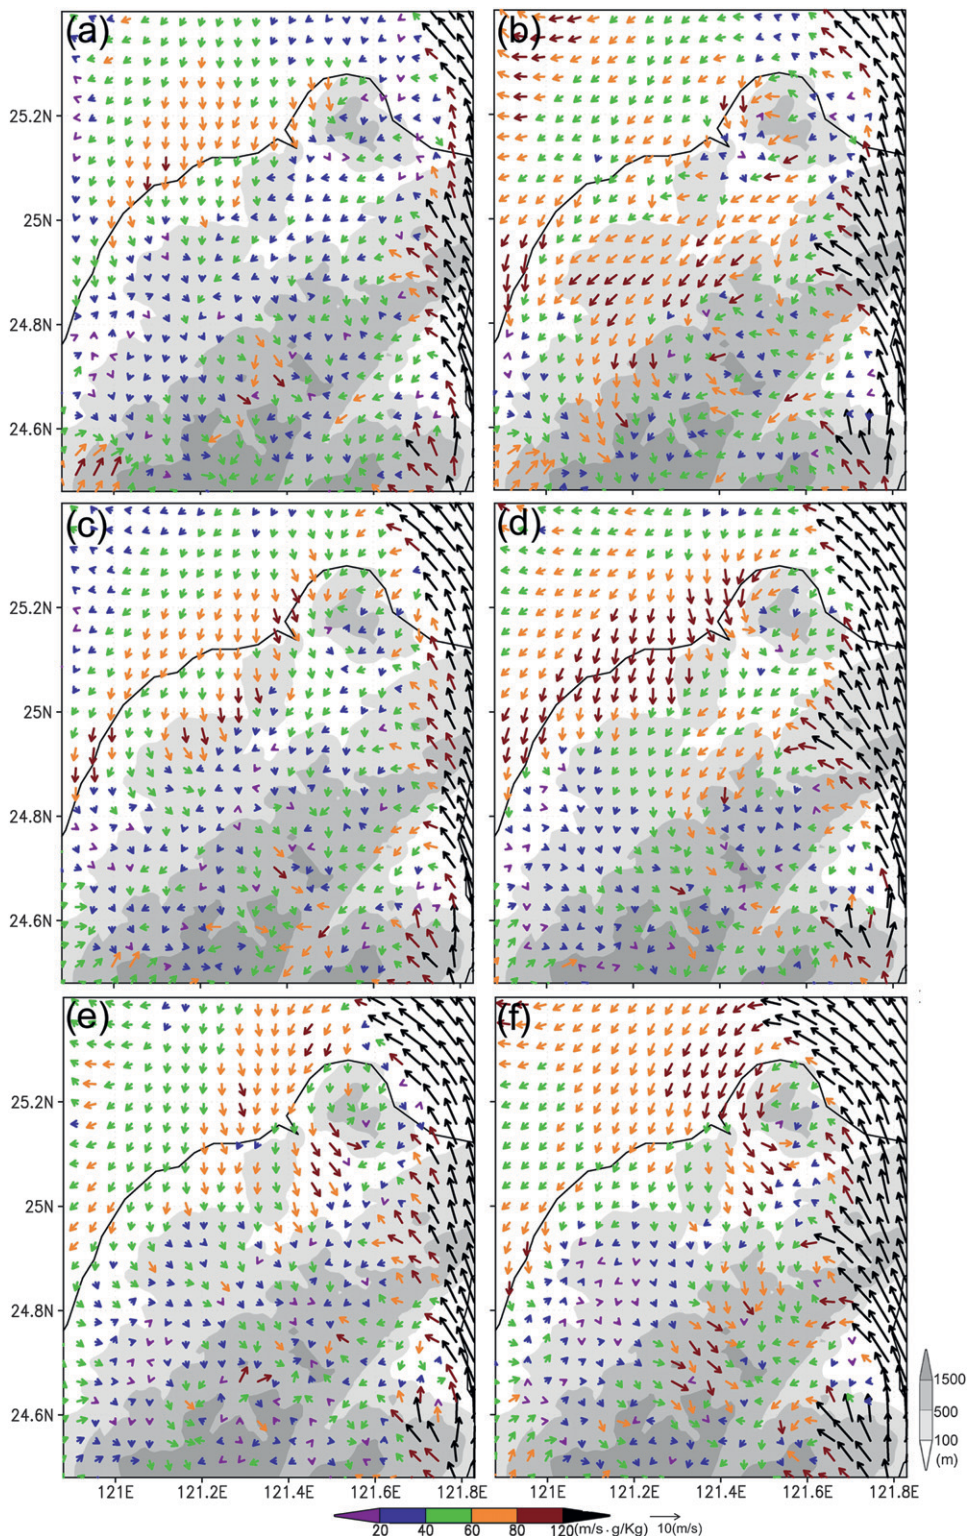 (a)
(b)
25.2N
25N
24.8N
24.6N
(c)
(d)
25.2N
25N
24.8N
24.6N
(e)
(f)
25.2N
25N
24.8N
24.6N
1500
500
100
(m)
121E 121.2E 121.4E 121.6E 121.8E 121E 121.2E 121.4E 121.6E 121.8E
20 40 60 80 120 (m/s·g/Kg) 10(m/s)